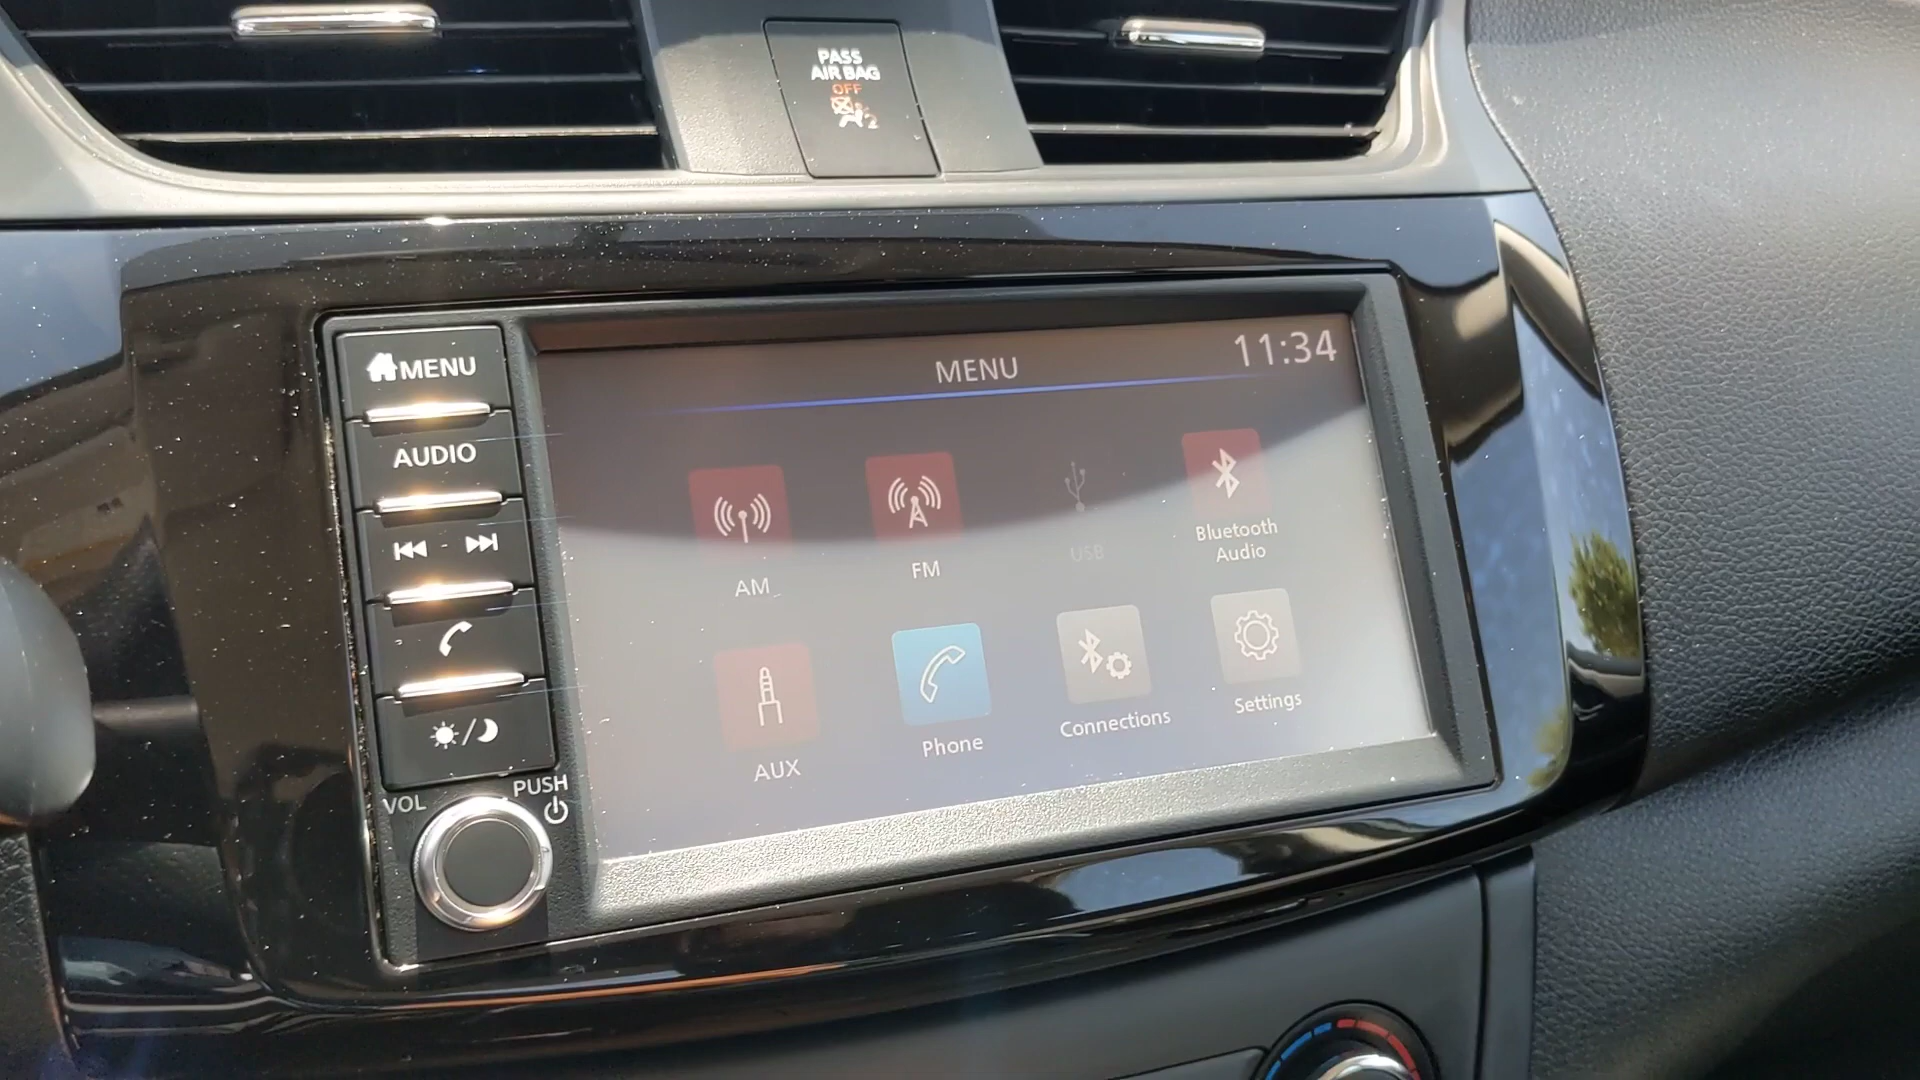 PASS
AIR BAG
OFF
2
MENU
AUDIO
VOL
PUSH
MENU
11:34
AM
FM
USB
Bluetooth
Audio
AUX
Phone
Connections
Settings